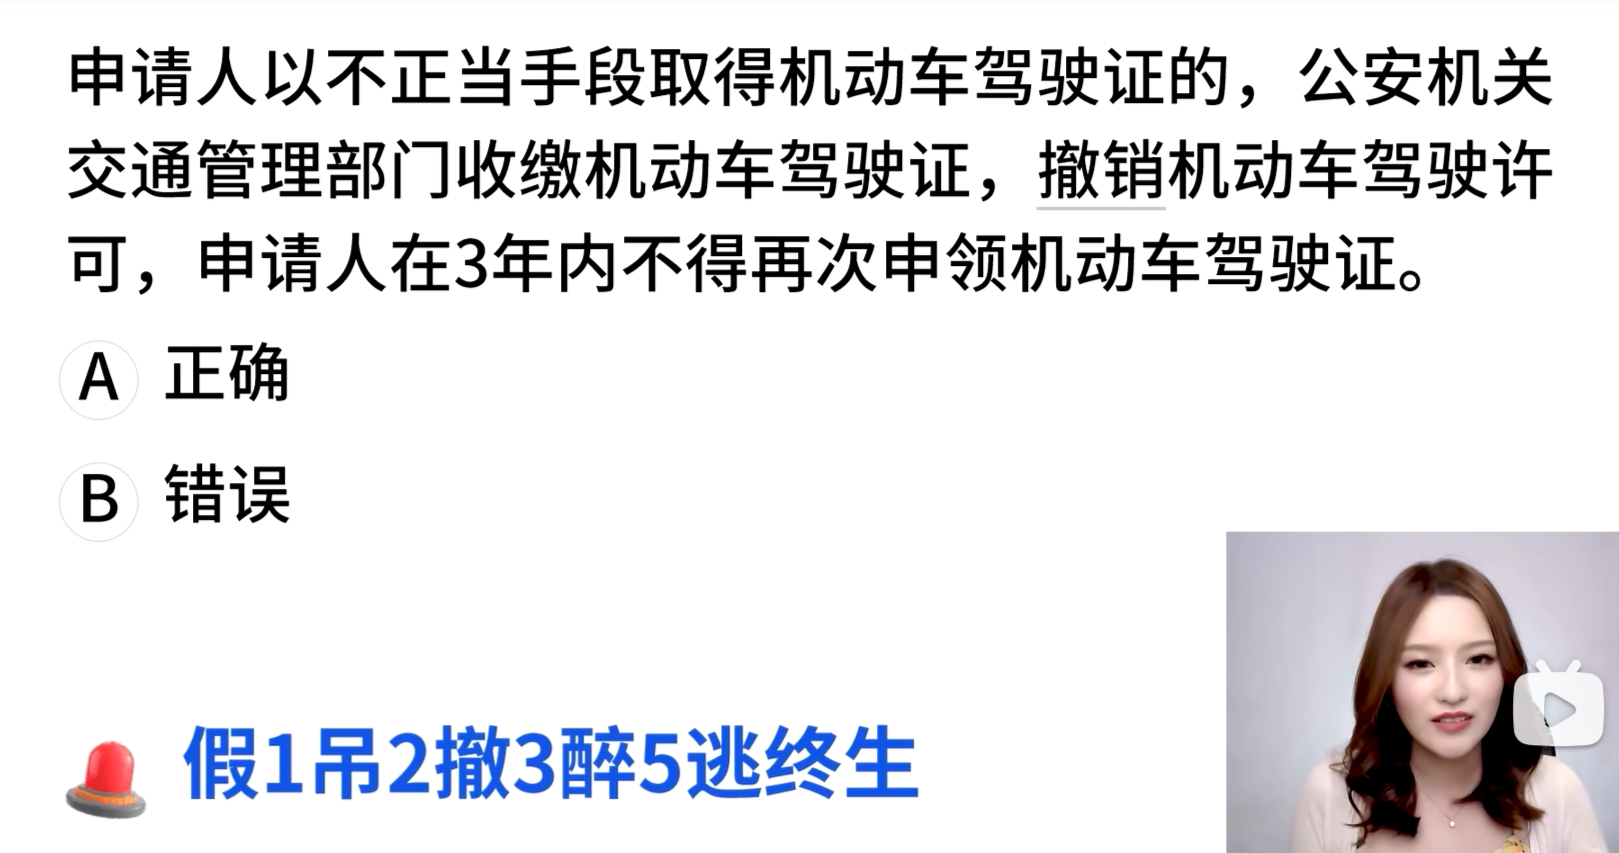 申请人以不正当手段取得机动车驾驶证的，公安机关
交通管理部门收缴机动车驾驶证，撤销机动车驾驶许
可，申请人在3年内不得再次申领机动车驾驶证。
A 正确
B 错误
假1吊2撤3醉5逃终生